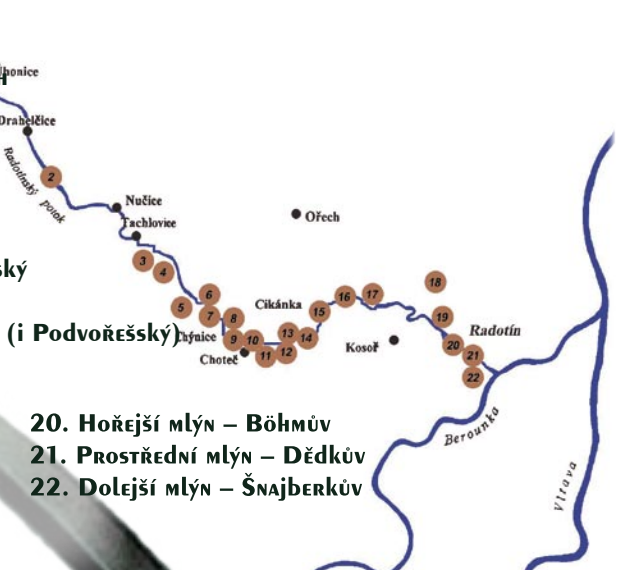 Drahelčice
Radotínský potok
2
Nučice
Tachlovice
Ořech
3
4
5
6
7
8
9
10
11
12
13
14
15
16
17
18
19
20
21
22
Cikánka
Choteč
Kosoř
Radotín
(i Podvořešský)
Berounka
Vltava
20. Hořejší mlýn – Böhmův
21. Prostřední mlýn – Dědkův
22. Dolejší mlýn – Šnajberkův